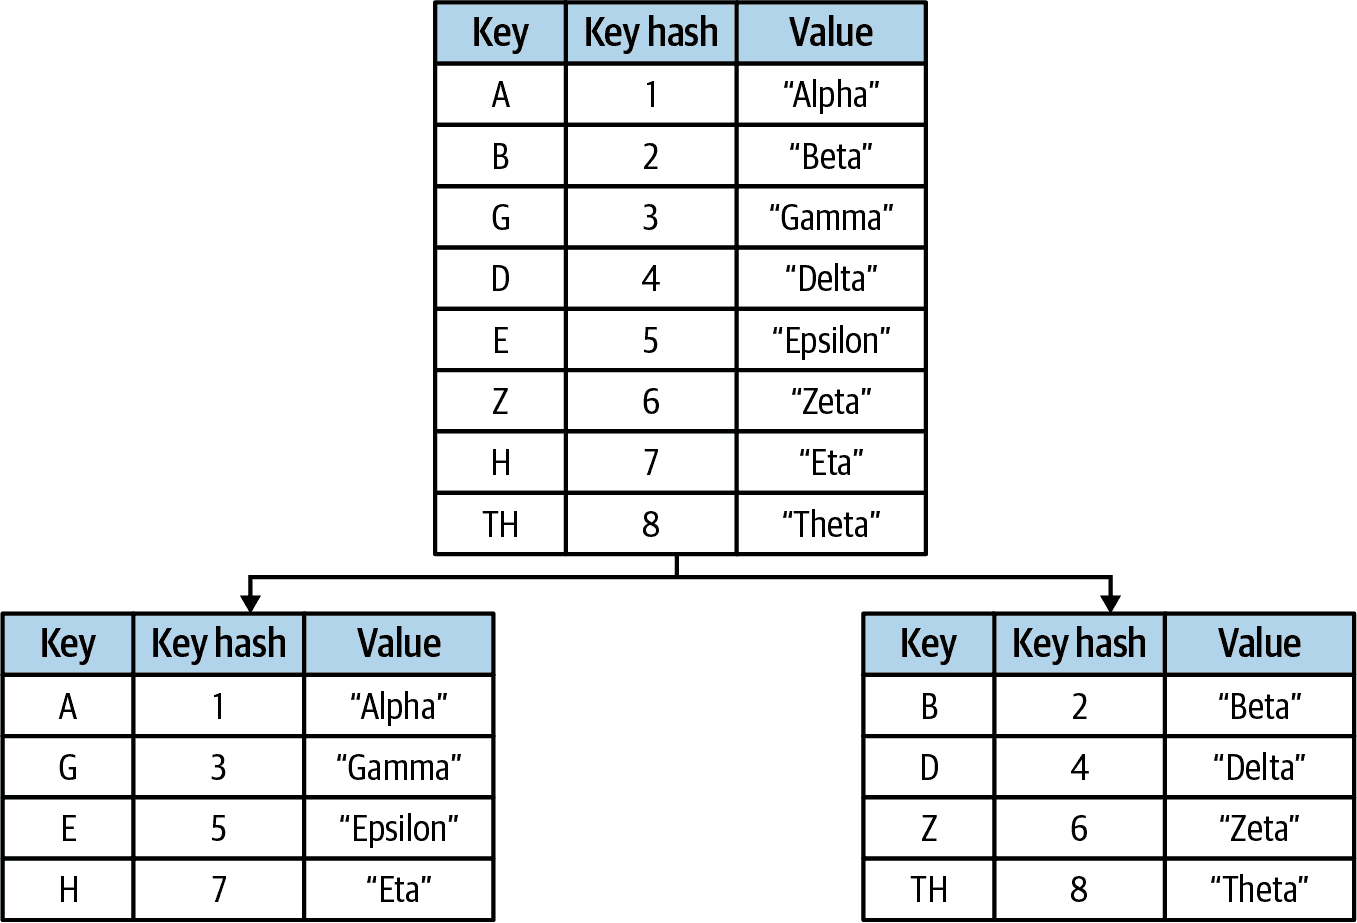 Key Key hash Value
A 1 “Alpha”
B 2 “Beta”
G 3 “Gamma”
D 4 “Delta”
E 5 “Epsilon”
Z 6 “Zeta”
H 7 “Eta”
TH 8 “Theta”
Key Key hash Value
A 1 “Alpha”
G 3 “Gamma”
E 5 “Epsilon”
H 7 “Eta”
Key Key hash Value
B 2 “Beta”
D 4 “Delta”
Z 6 “Zeta”
TH 8 “Theta”